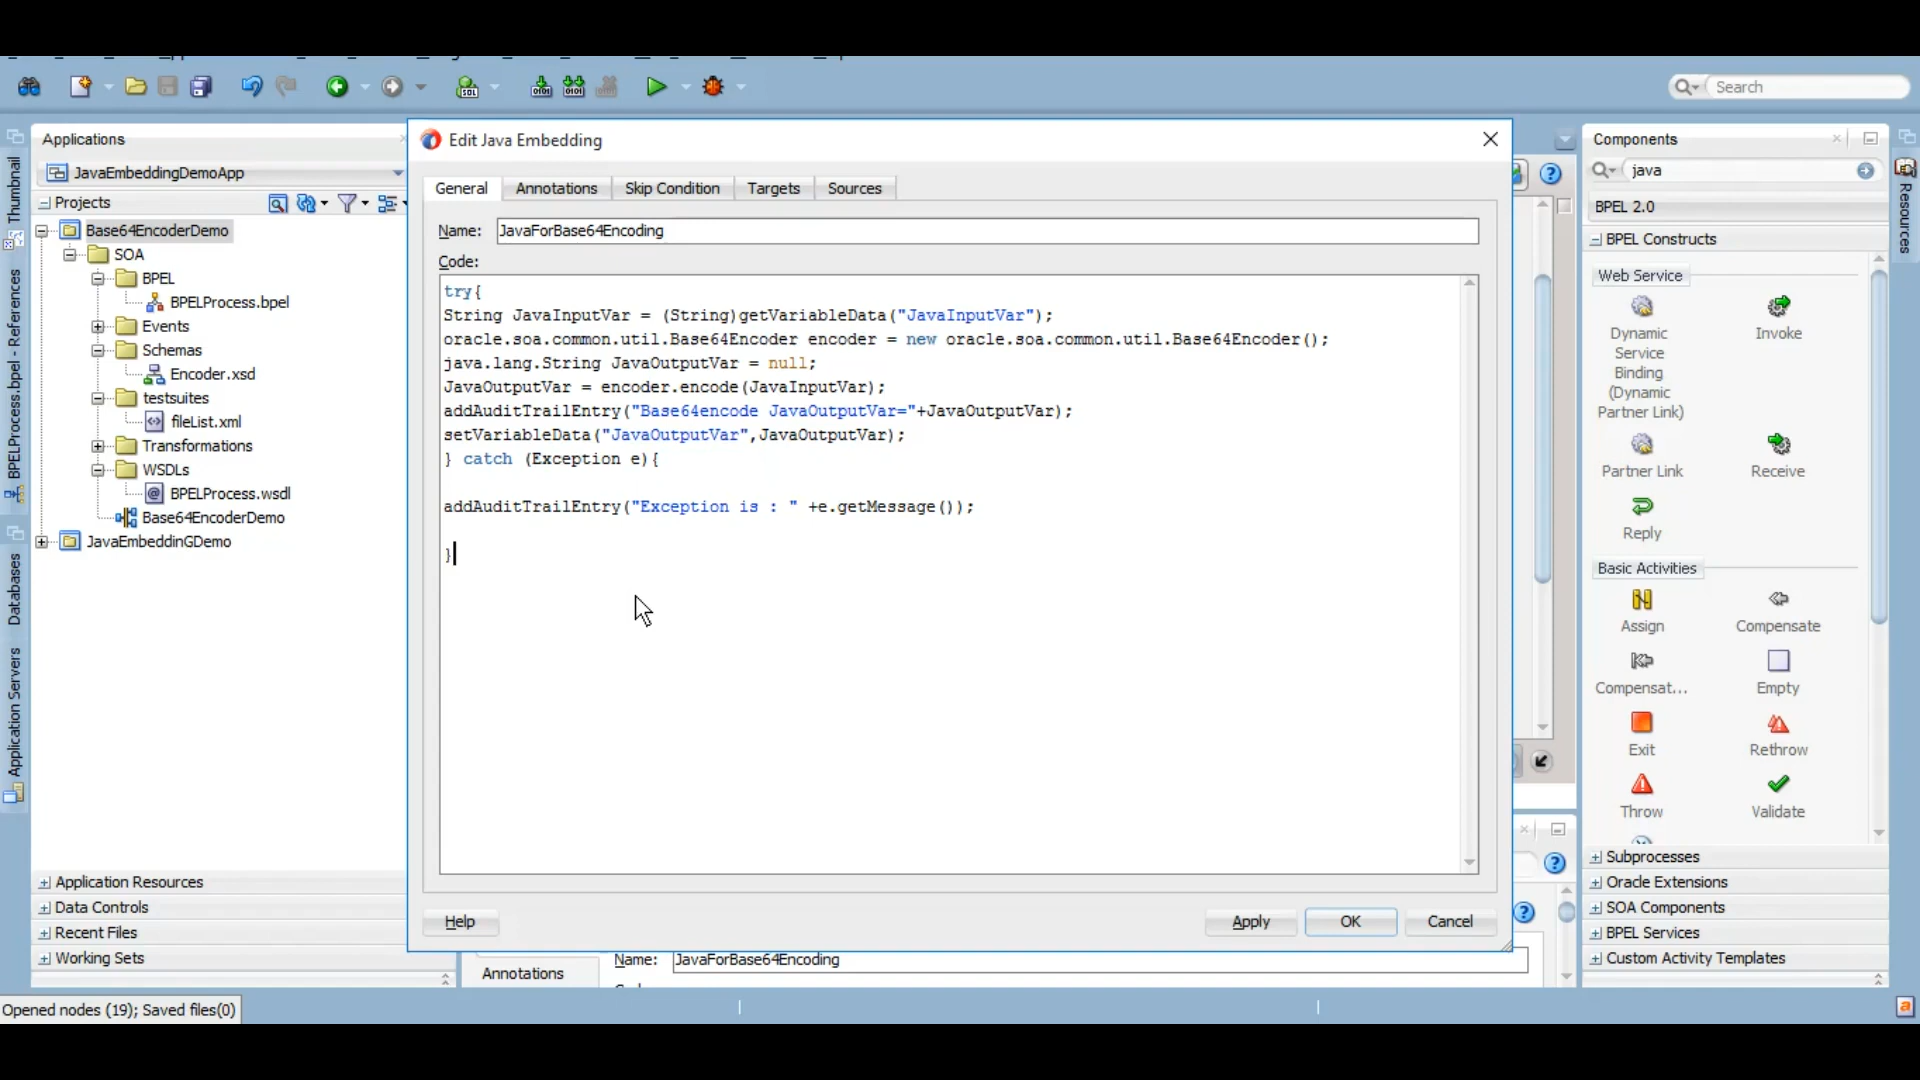 Search
Thumbnail
BPELProcess.bpel - References
Databases
Application Servers
Applications
JavaEmbeddingDemoApp
Projects
Base64EncoderDemo
SOA
BPEL
BPELProcess.bpel
Events
Schemas
Encoder.xsd
testsuites
fileList.xml
Transformations
WSDLs
BPELProcess.wsdl
Base64EncoderDemo
JavaEmbeddinGDemo
Application Resources
Data Controls
Recent Files
Working Sets
Edit Java Embedding
General Annotations Skip Condition Targets Sources
Name: JavaForBase64Encoding
Code:
try{
String JavaInputVar = (String)getVariableData("JavaInputVar");
oracle.soa.common.util.Base64Encoder encoder = new oracle.soa.common.util.Base64Encoder();
java.lang.String JavaOutputVar = null;
JavaOutputVar = encoder.encode(JavaInputVar);
addAuditTrailEntry("Base64encode JavaOutputVar="+JavaOutputVar);
setVariableData("JavaOutputVar",JavaOutputVar);
} catch (Exception e){
addAuditTrailEntry("Exception is : " +e.getMessage());
}
Help Apply OK Cancel
Annotations
Name: JavaForBase64Encoding
Components
java
BPEL 2.0
BPEL Constructs
Web Service
Dynamic
Service
Binding
(Dynamic
Partner Link)
Invoke
Partner Link
Receive
Reply
Basic Activities
Assign
Compensate
Compensat...
Empty
Exit
Rethrow
Throw
Validate
Subprocesses
Oracle Extensions
SOA Components
BPEL Services
Custom Activity Templates
Resources
Opened nodes (19); Saved files(0)